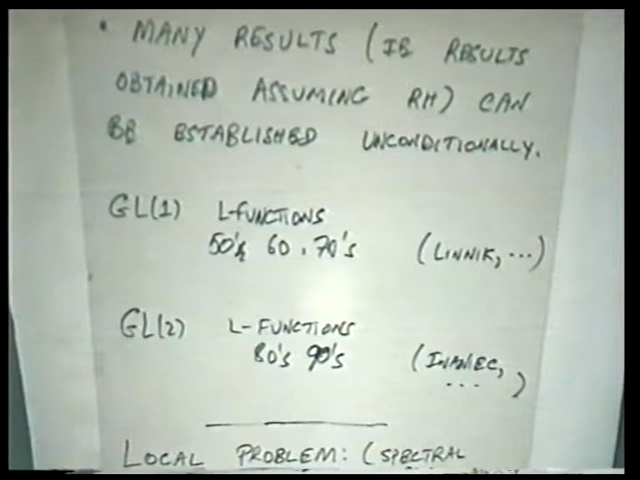 • MANY RESULTS (IE RESULTS
OBTAINED ASSUMING RH) CAN
BE ESTABLISHED UNCONDITIONALLY.
GL(1) L-FUNCTIONS
50's 60, 70's (LINNIK, ...)
GL(2) L-FUNCTIONS
80's 90's (IWANIEC,
... )
LOCAL PROBLEM: (SPECTRAL